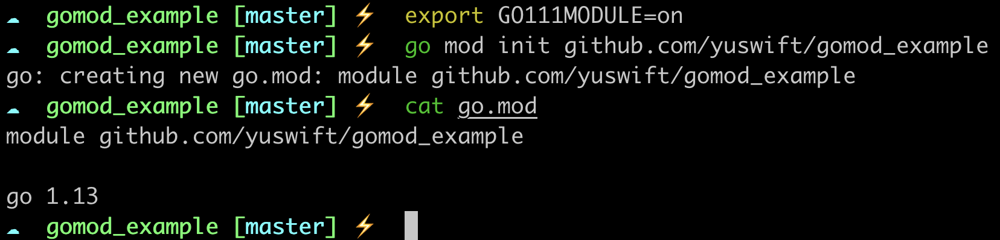 ☁ gomod_example [master] ⚡ export GO111MODULE=on
☁ gomod_example [master] ⚡ go mod init github.com/yuswift/gomod_example
go: creating new go.mod: module github.com/yuswift/gomod_example
☁ gomod_example [master] ⚡ cat go.mod
module github.com/yuswift/gomod_example
go 1.13
☁ gomod_example [master] ⚡